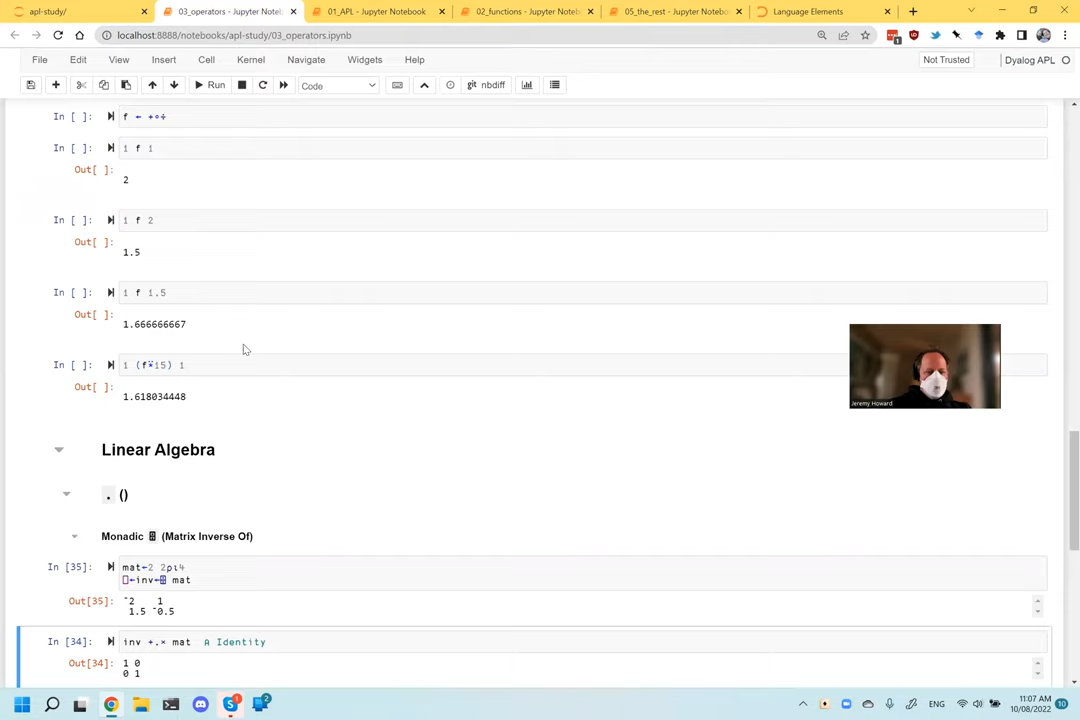 apl-study/
03_operators - Jupyter Noteb
01_APL - Jupyter Notebook
02_functions - Jupyter Notebook
05_the_rest - Jupyter Notebook
Language Elements
localhost:8888/notebooks/apl-study/03_operators.ipynb
File Edit View Insert Cell Kernel Navigate Widgets Help
Not Trusted
Dyalog APL
Run
Code
git nbdiff
In [ ]: f ← +∘÷
In [ ]: 1 f 1
Out[ ]:
2
In [ ]: 1 f 2
Out[ ]:
1.5
In [ ]: 1 f 1.5
Out[ ]:
1.666666667
In [ ]: 1 (f⍣15) 1
Out[ ]:
1.618034448
Jeremy Howard
Linear Algebra
. ()
Monadic ⌹ (Matrix Inverse Of)
In [35]: mat←2 2⍴⍳4
⎕←inv←⌹ mat
Out[35]: ¯2 1
1.5 ¯0.5
In [34]: inv +.× mat ⍝ Identity
Out[34]: 1 0
0 1
ENG
11:07 AM
10/08/2022
10